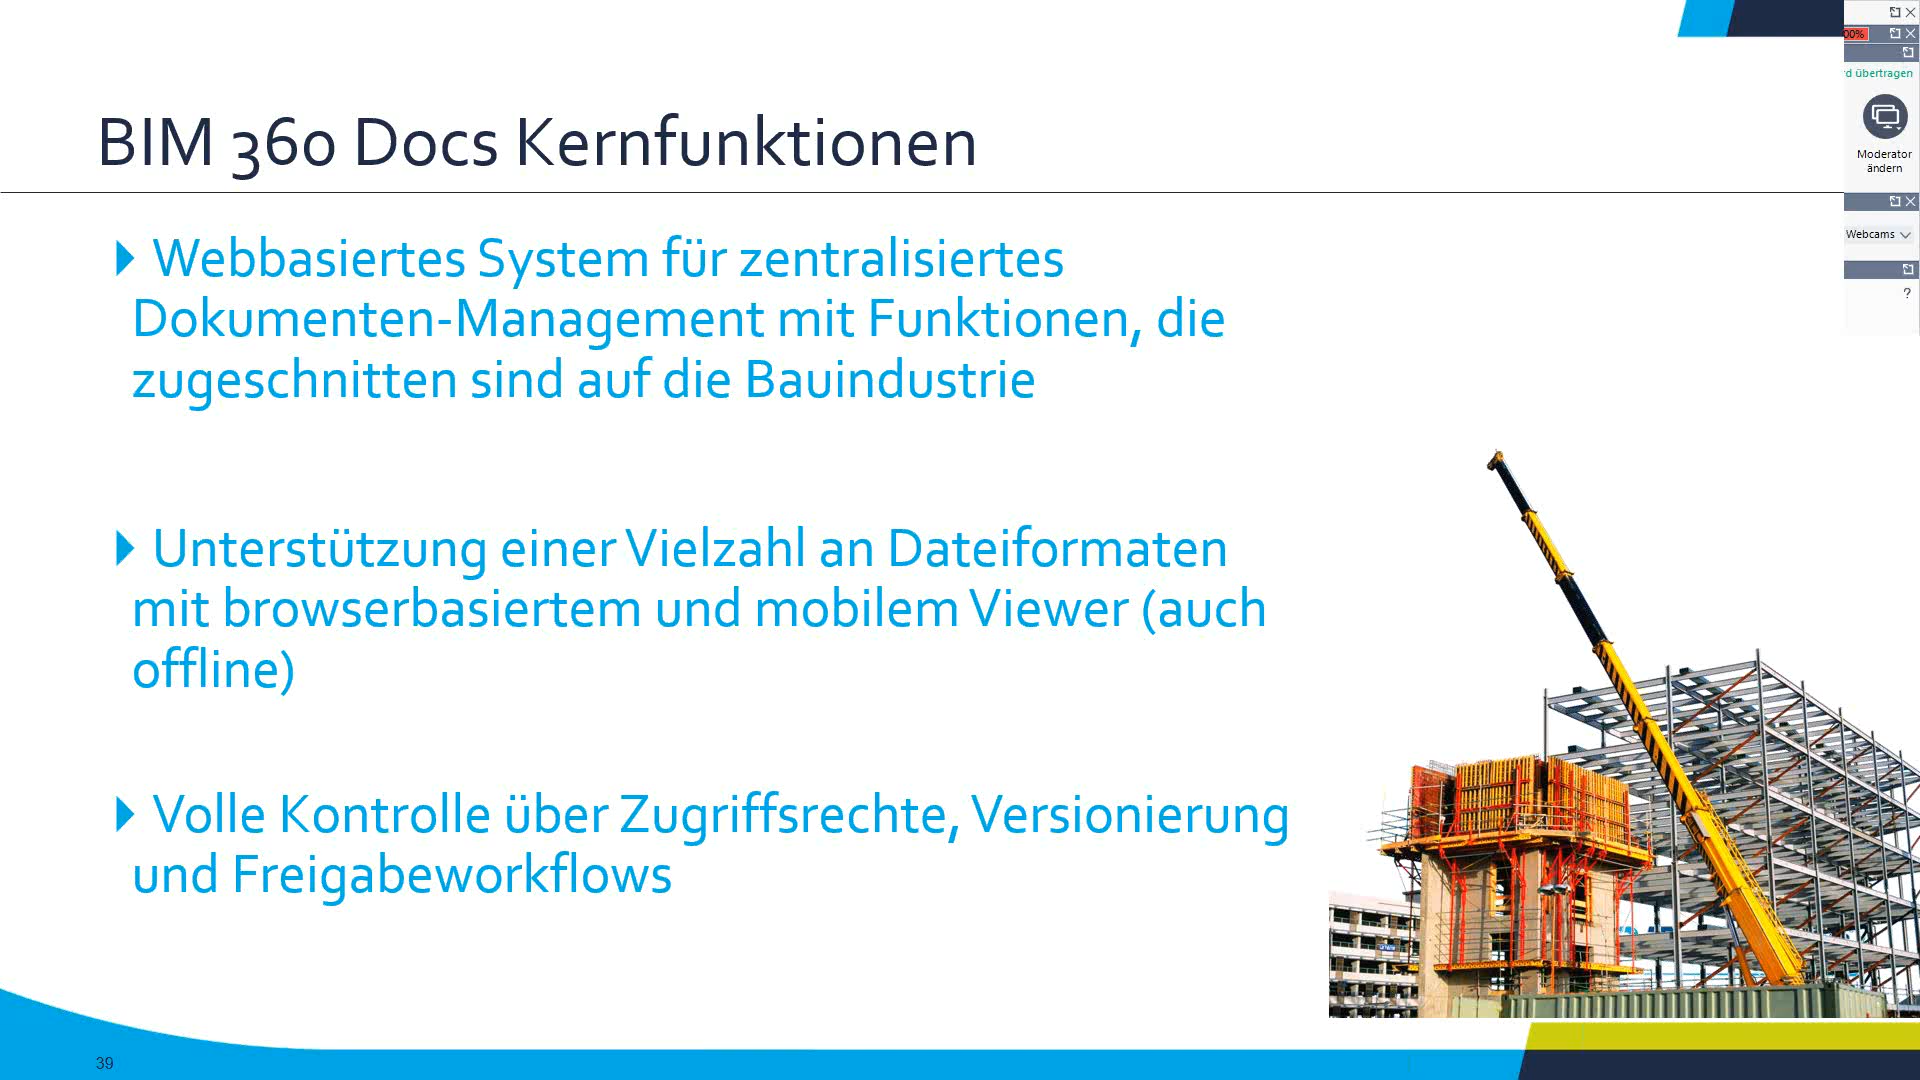 BIM 360 Docs Kernfunktionen
Webbasiertes System für zentralisiertes
Dokumenten-Management mit Funktionen, die
zugeschnitten sind auf die Bauindustrie
Unterstützung einer Vielzahl an Dateiformaten
mit browserbasiertem und mobilem Viewer (auch
offline)
Volle Kontrolle über Zugriffsrechte, Versionierung
und Freigabeworkflows
39
00%
rd übertragen
Moderator
ändern
Webcams
?